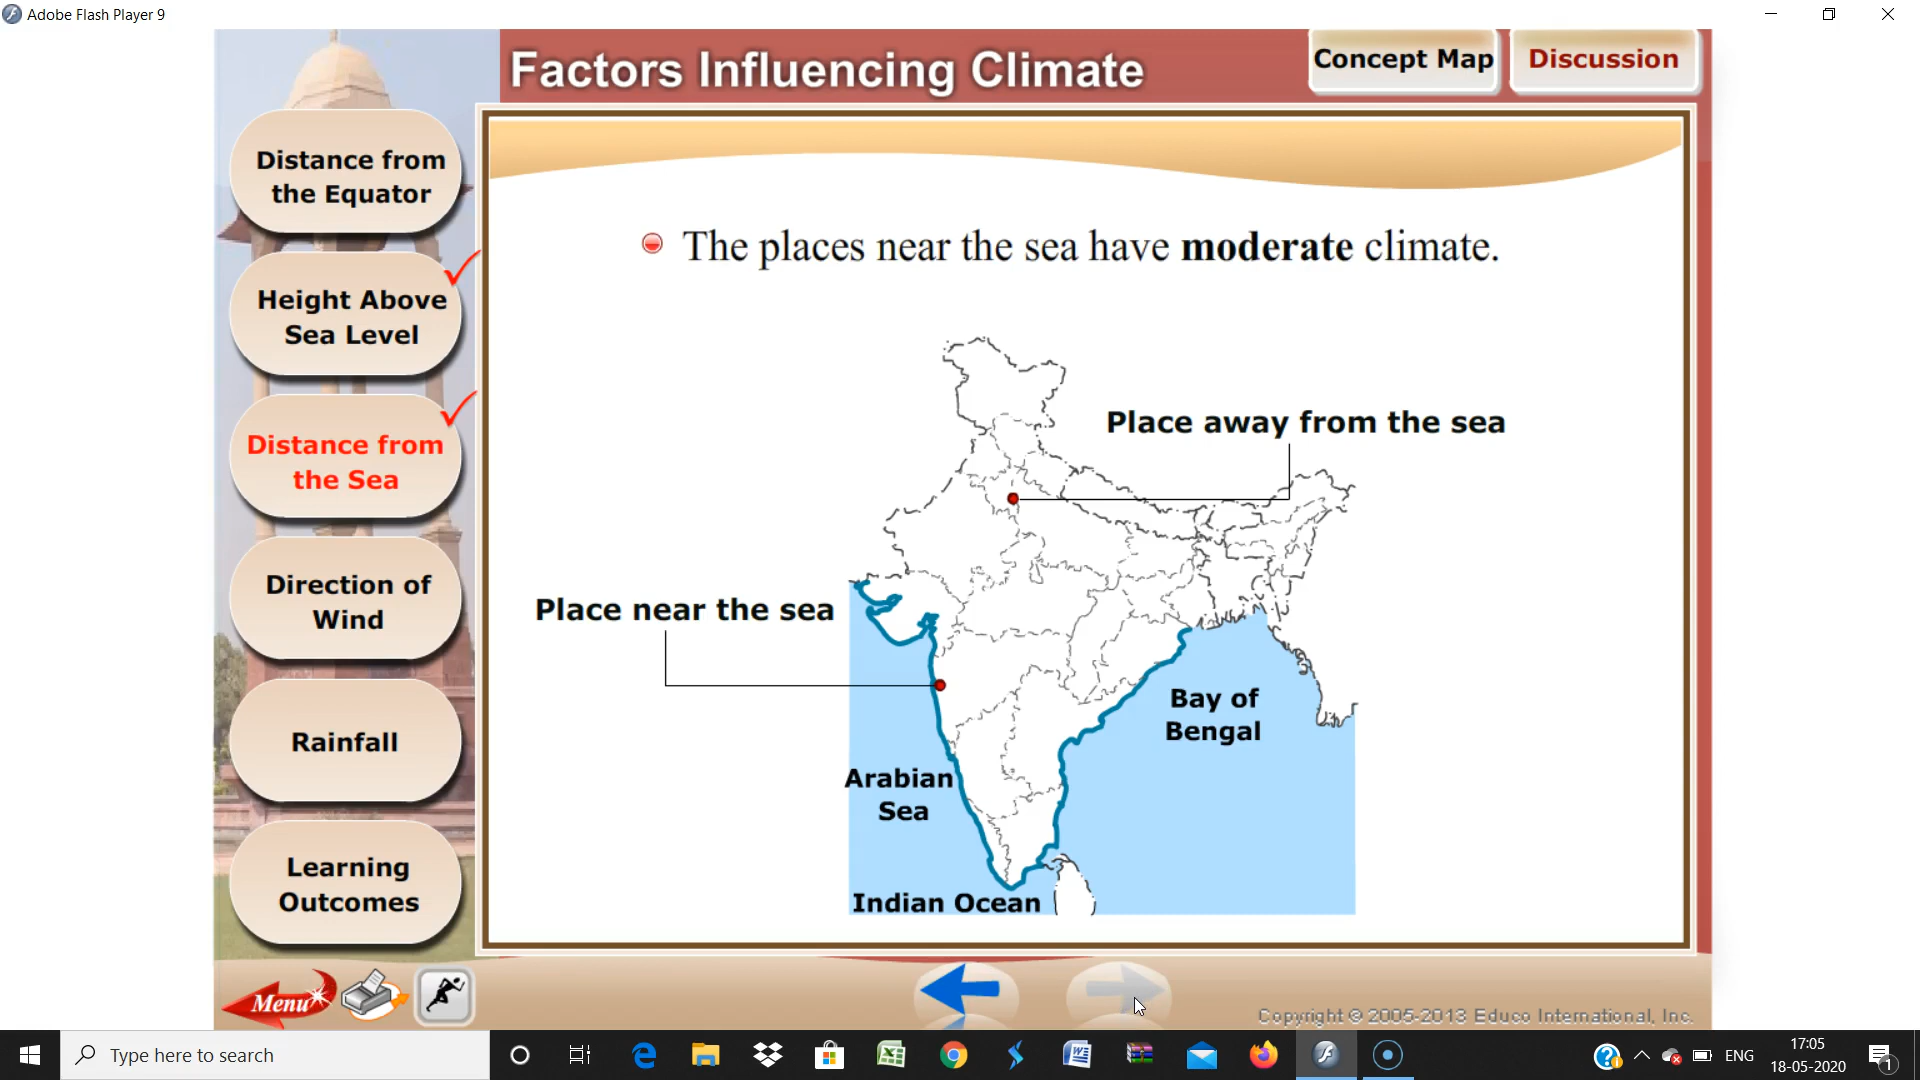 Adobe Flash Player 9
Factors Influencing Climate
Concept Map
Discussion
Distance from
the Equator
Height Above
Sea Level
Distance from
the Sea
Direction of
Wind
Rainfall
Learning
Outcomes
The places near the sea have moderate climate.
Place away from the sea
Place near the sea
Bay of
Bengal
Arabian
Sea
Indian Ocean
Menu
Copyright © 2005-2013 Educo International, Inc.
Type here to search
ENG
17:05
18-05-2020
1